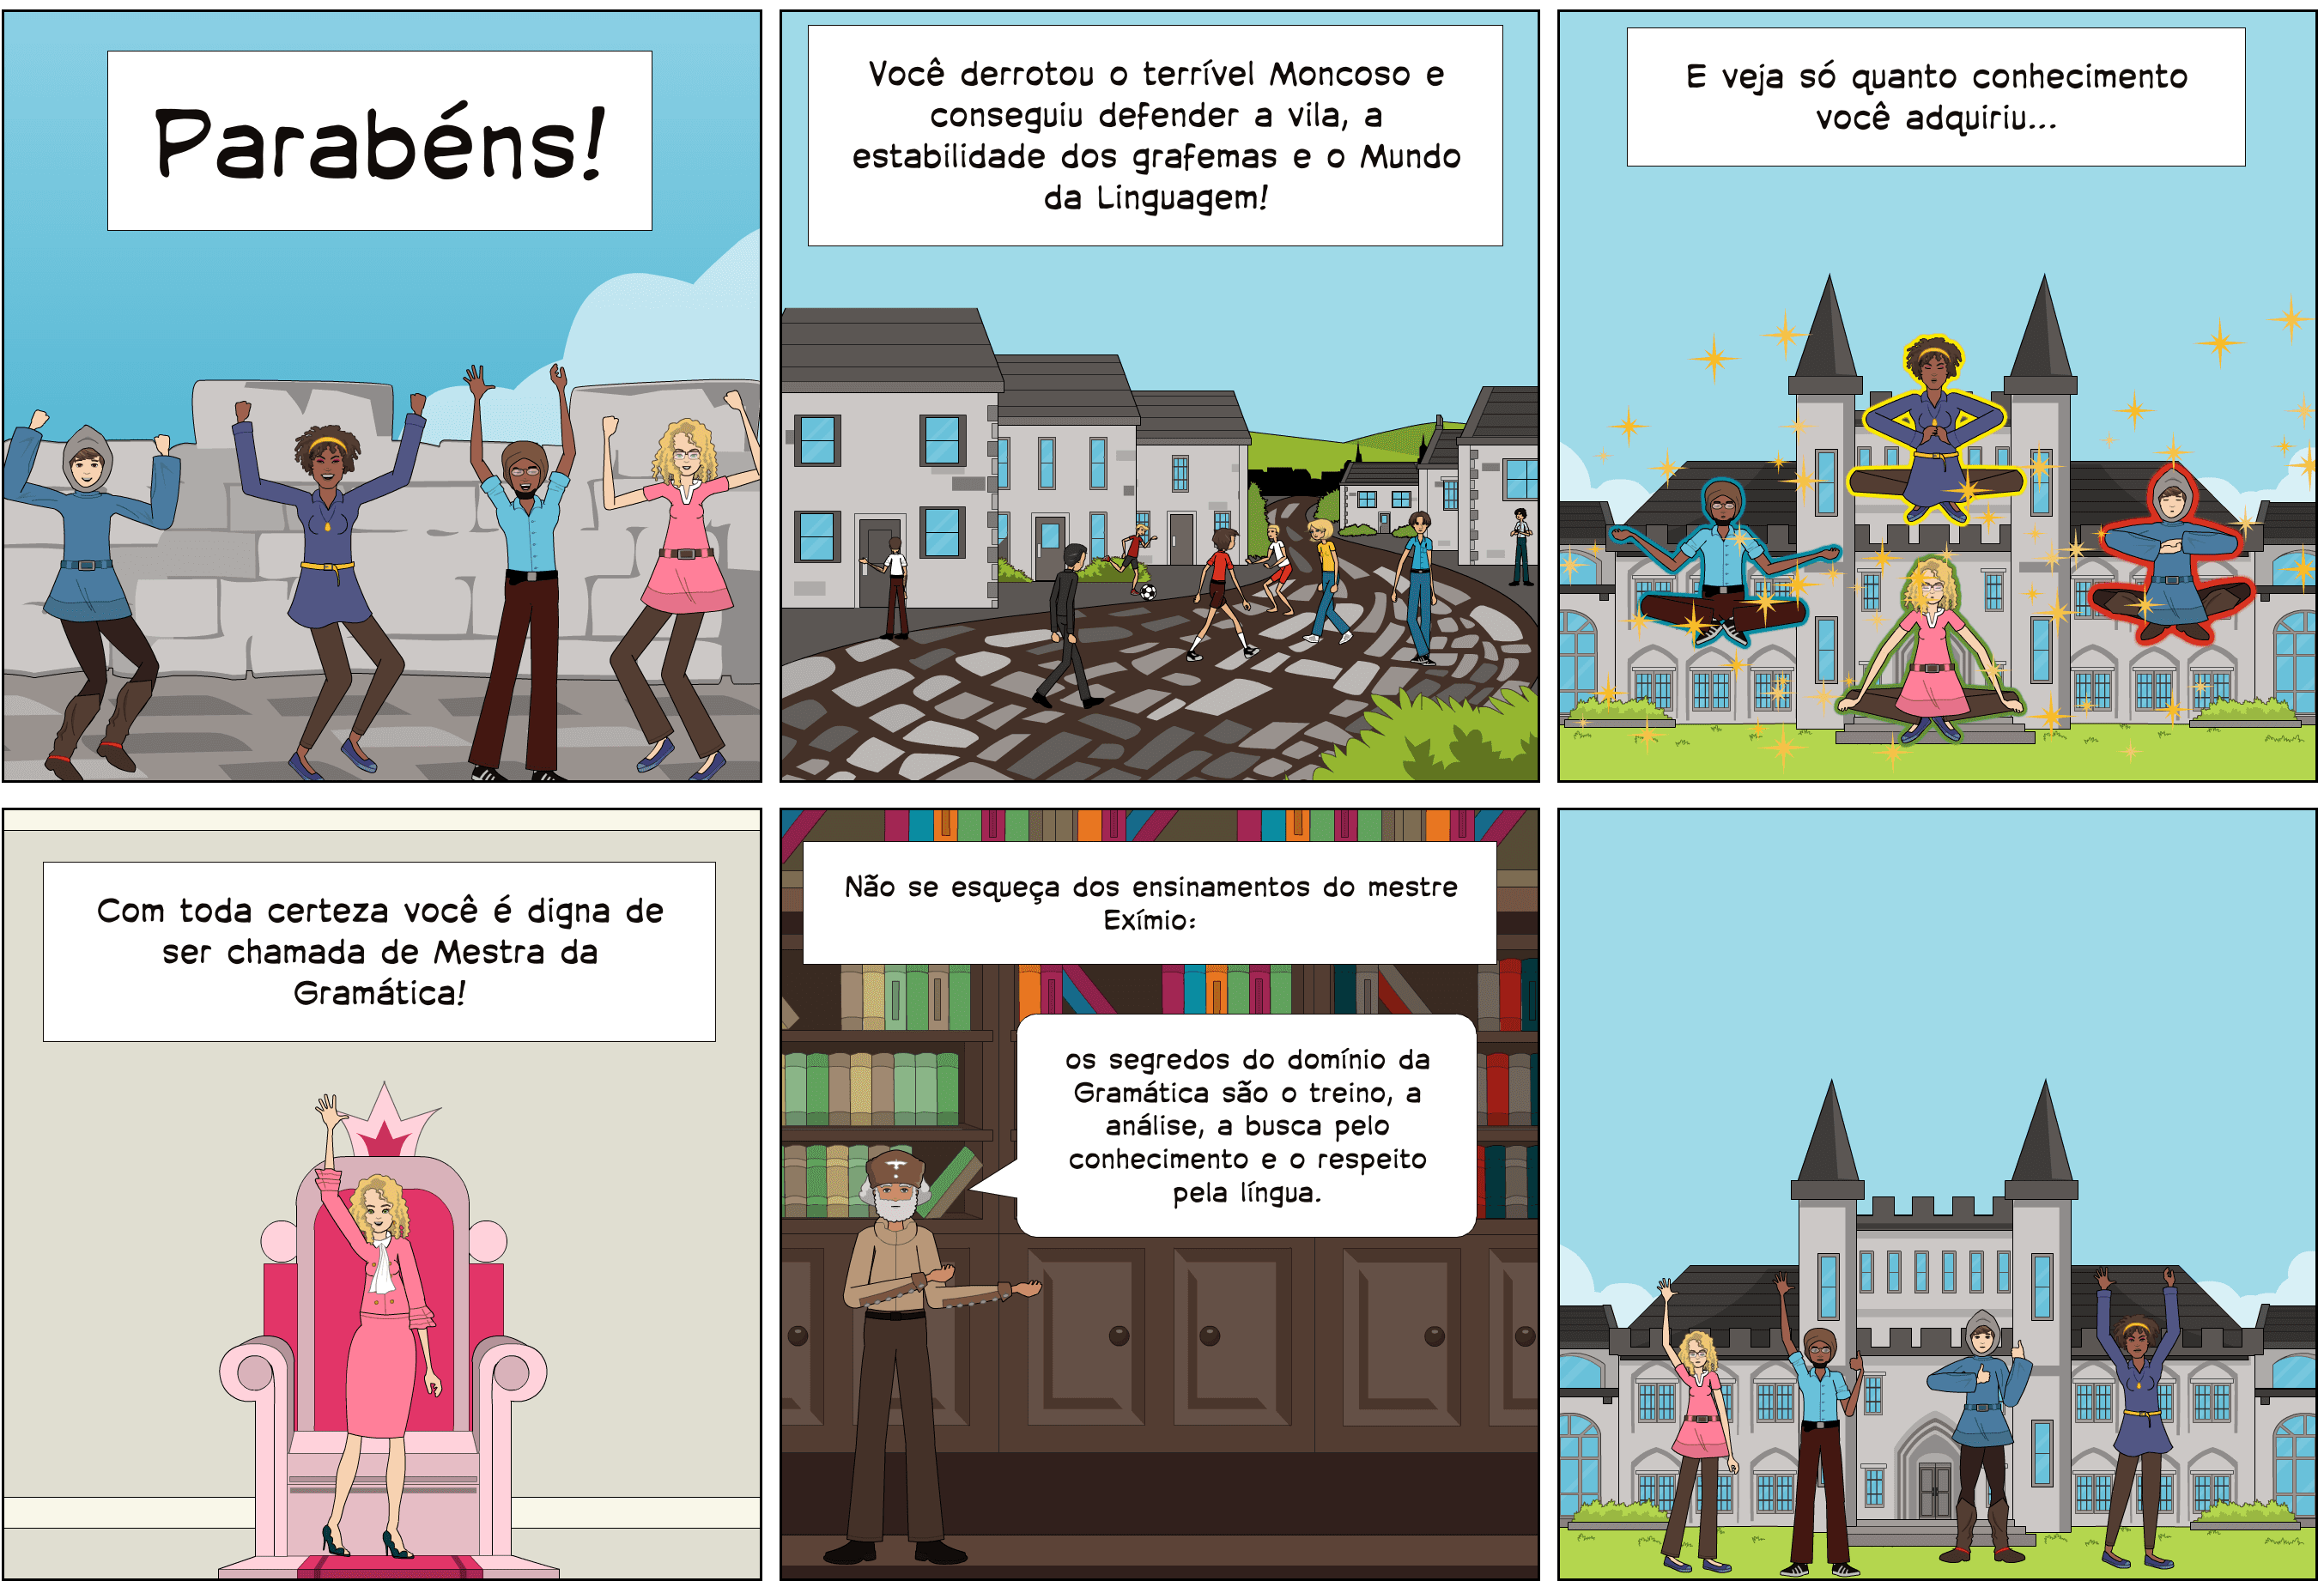 Parabéns!
Você derrotou o terrível Moncoso e
conseguiu defender a vila, a
estabilidade dos grafemas e o Mundo
da Linguagem!
E veja só quanto conhecimento
você adquiriu...
Com toda certeza você é digna de
ser chamada de Mestra da
Gramática!
Não se esqueça dos ensinamentos do mestre
Exímio:
os segredos do domínio da
Gramática são o treino, a
análise, a busca pelo
conhecimento e o respeito
pela língua.